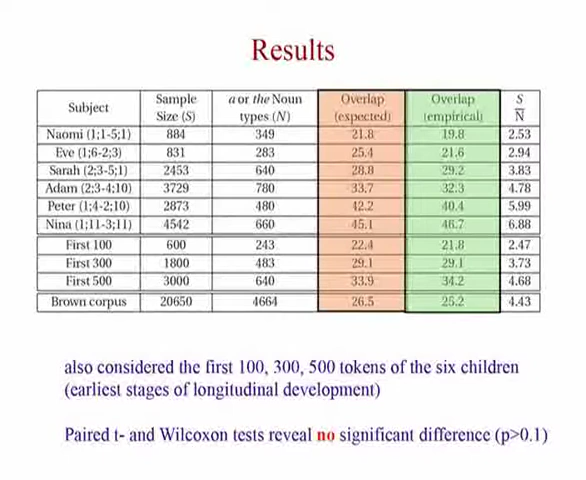 Results
Subject Sample Size (S) a or the Noun types (N) Overlap (expected) Overlap (empirical) S/N
Naomi (1;1-5;1) 884 349 21.8 19.8 2.53
Eve (1;6-2;3) 831 283 25.4 21.6 2.94
Sarah (2;3-5;1) 2453 640 28.8 29.2 3.83
Adam (2;3-4;10) 3729 780 33.7 32.3 4.78
Peter (1;4-2;10) 2873 480 42.2 40.4 5.99
Nina (1;11-3;11) 4542 660 45.1 46.7 6.88
First 100 600 243 22.4 21.8 2.47
First 300 1800 483 29.1 29.1 3.73
First 500 3000 640 33.9 34.2 4.68
Brown corpus 20650 4664 26.5 25.2 4.43
also considered the first 100, 300, 500 tokens of the six children
(earliest stages of longitudinal development)
Paired t- and Wilcoxon tests reveal no significant difference (p>0.1)